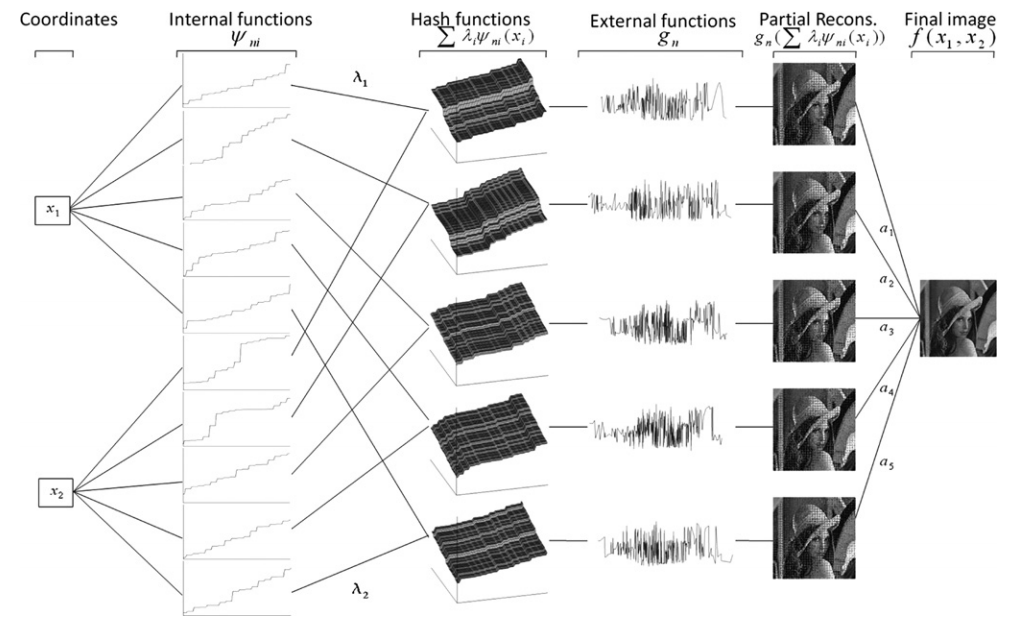 Coordinates
Internal functions
ψ ni
Hash functions
∑ λiψni(xi)
External functions
gn
Partial Recons.
gn(∑ λiψni(xi))
Final image
f(x1,x2)
λ1
x1
a1
a2
a3
a4
a5
x2
λ2